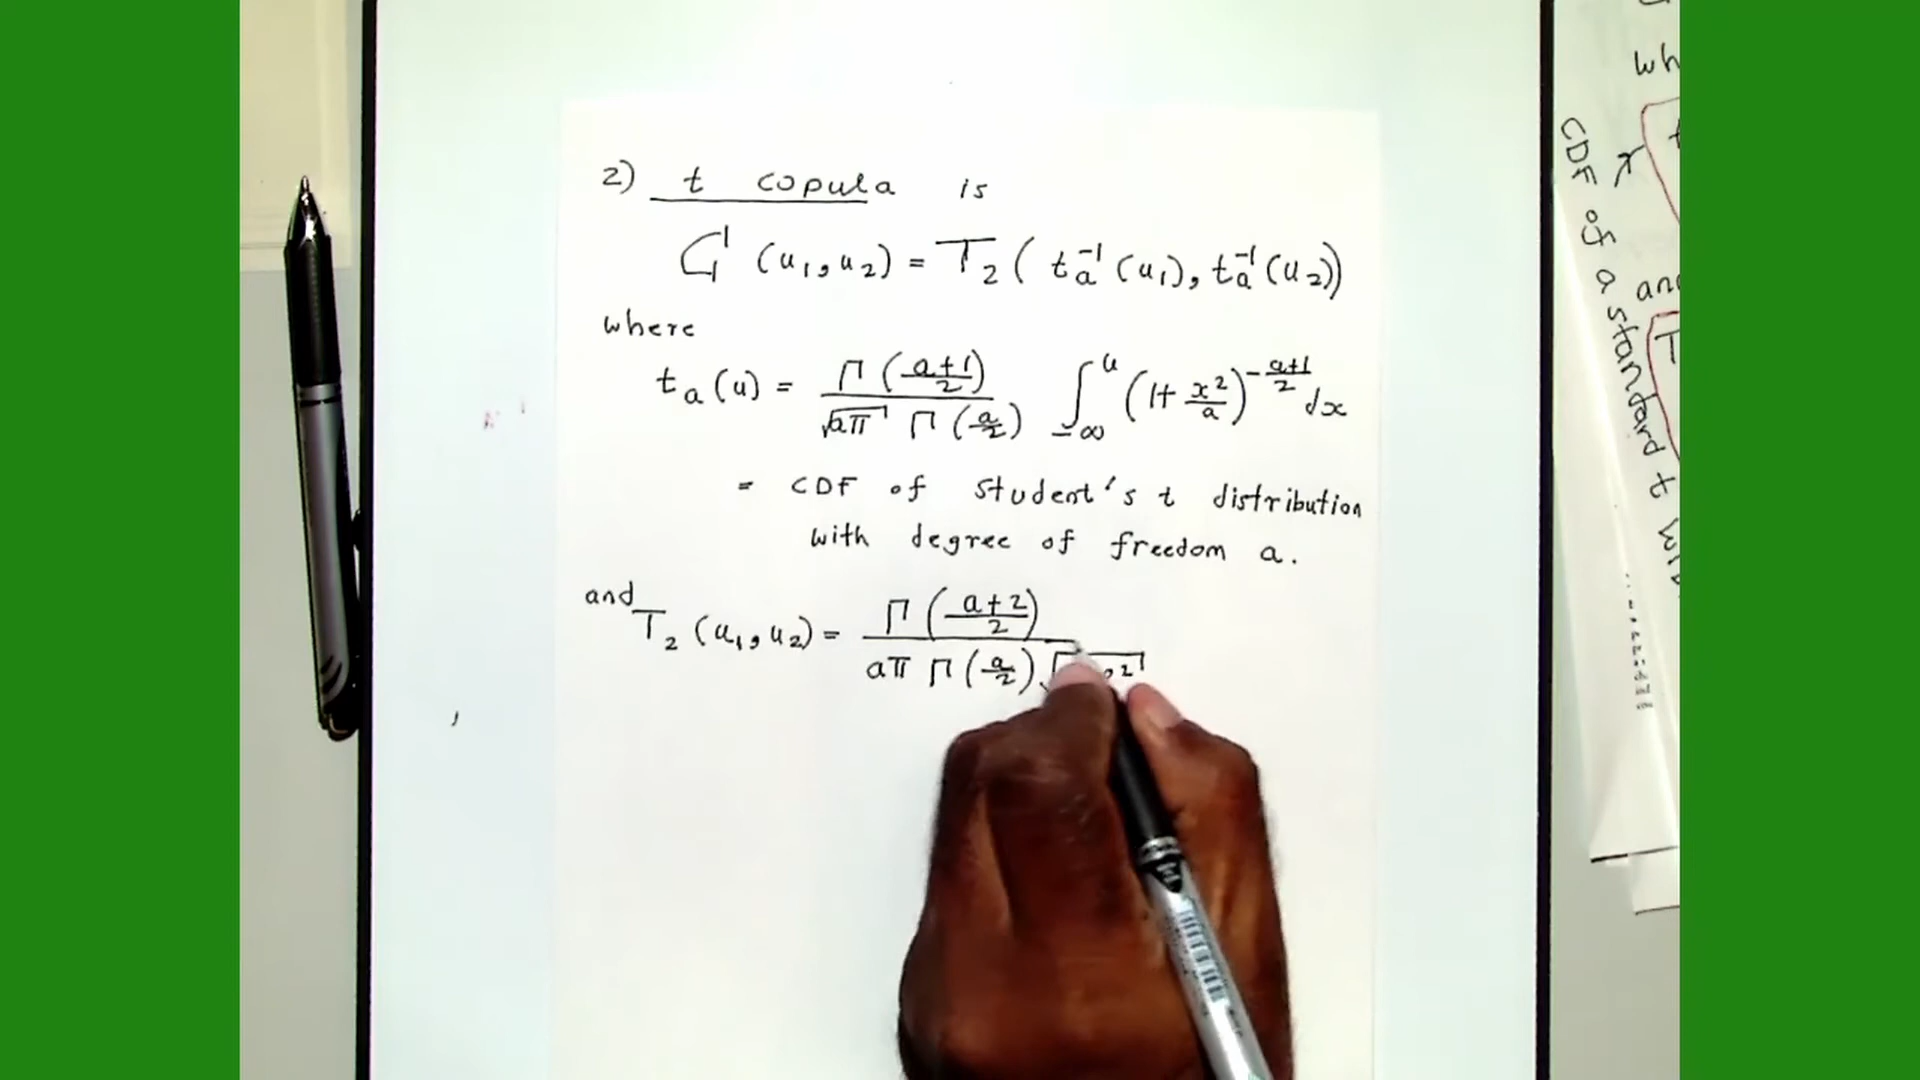 2) t copula is
C(u₁, u₂) = T₂(tₐ⁻¹(u₁), tₐ⁻¹(u₂))
where
tₐ(u) = Γ((a+1)/2) / (√(aπ) Γ(a/2)) ∫_{-∞}^{u} (1 + x²/a)^{-(a+1)/2} dx
= CDF of student's t distribution
with degree of freedom a.
and
T₂(u₁, u₂) = Γ((a+2)/2) / (aπ Γ(a/2) √
wh
and
T
CDF of a standard t wi